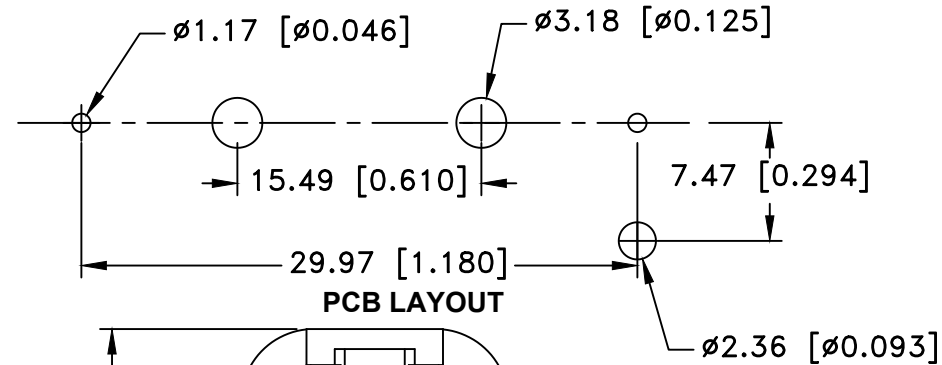 ø1.17 [ø0.046]
ø3.18 [ø0.125]
15.49 [0.610]
7.47 [0.294]
29.97 [1.180]
PCB LAYOUT
ø2.36 [ø0.093]